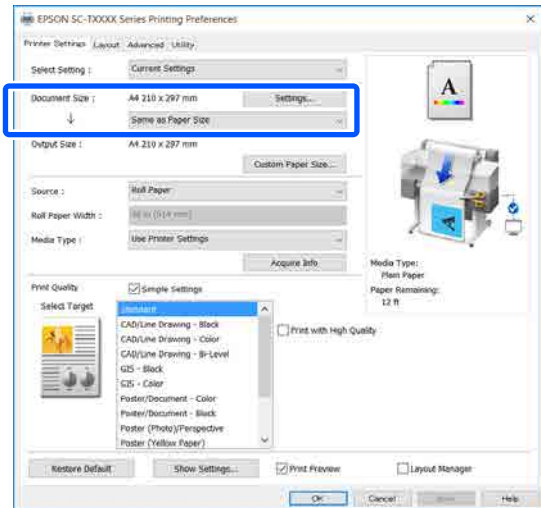 EPSON SC-TXXXX Series Printing Preferences
Printer Settings Layout Advanced Utility
Select Setting : Current Settings
Document Size : A4 210 x 297 mm Settings...
Same as Paper Size
Output Size : A4 210 x 297 mm
Custom Paper Size...
Source : Roll Paper
Roll Paper Width :
Media Type : Use Printer Settings
Acquire Info
A
A
Media Type:
Plain Paper
Paper Remaining:
12 ft
Print Quality Simple Settings
Select Target
Standard
CAD/Line Drawing - Black
CAD/Line Drawing - Color
CAD/Line Drawing - Bi-Level
GIS - Black
GIS - Color
Poster/Document - Color
Poster/Document - Black
Poster (Photo)/Perspective
Poster (Yellow Paper)
Print with High Quality
Restore Default Show Settings... Print Preview Layout Manager
OK Cancel Help